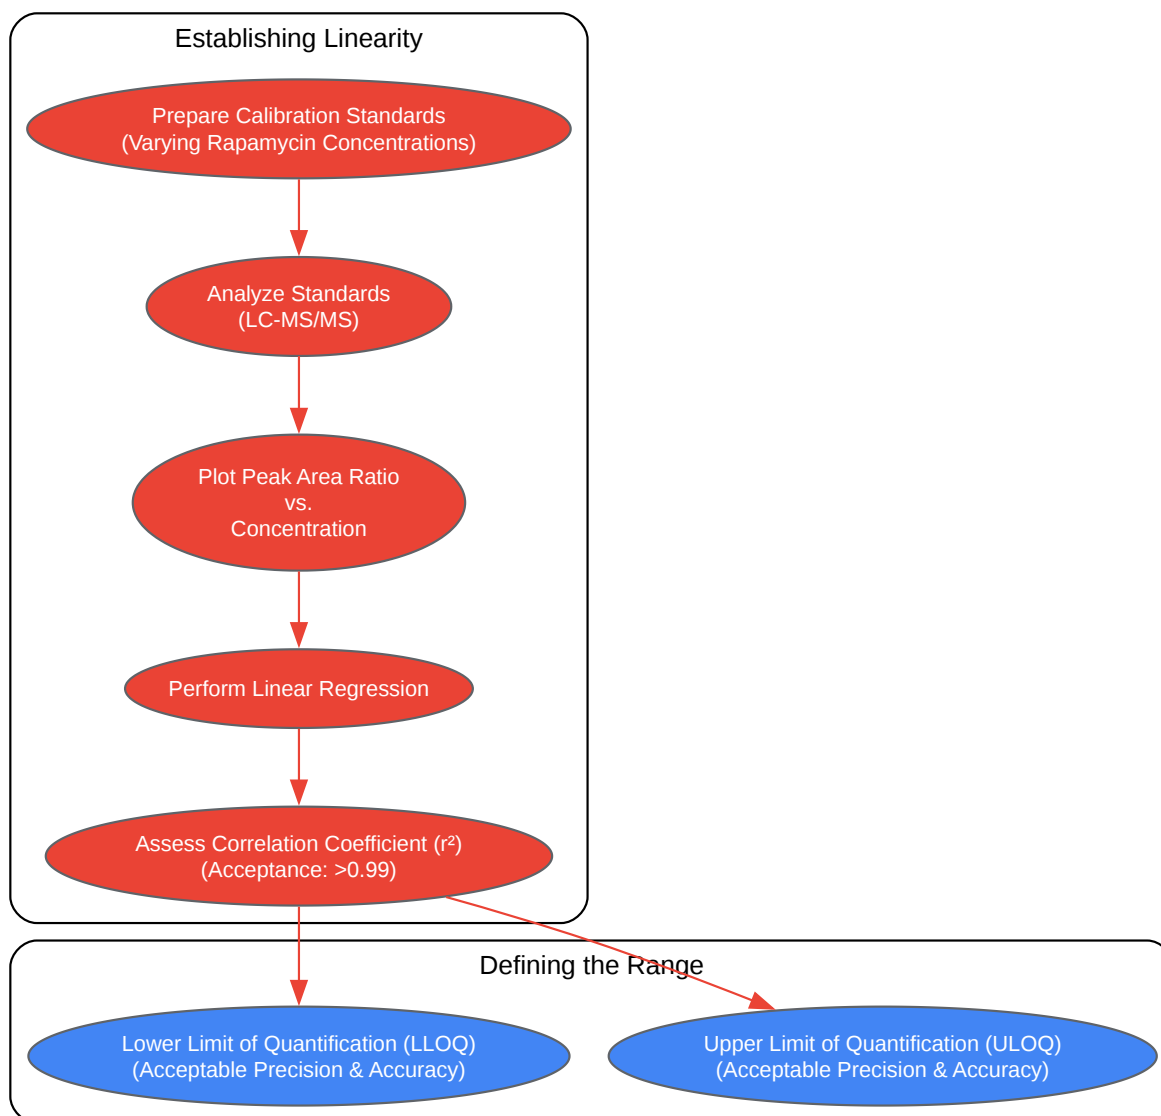 Establishing Linearity
Prepare Calibration Standards
(Varying Rapamycin Concentrations)
Analyze Standards
(LC-MS/MS)
Plot Peak Area Ratio
vs.
Concentration
Perform Linear Regression
Assess Correlation Coefficient (r²)
(Acceptance: >0.99)
Defining the Range
Lower Limit of Quantification (LLOQ)
(Acceptable Precision & Accuracy)
Upper Limit of Quantification (ULOQ)
(Acceptable Precision & Accuracy)